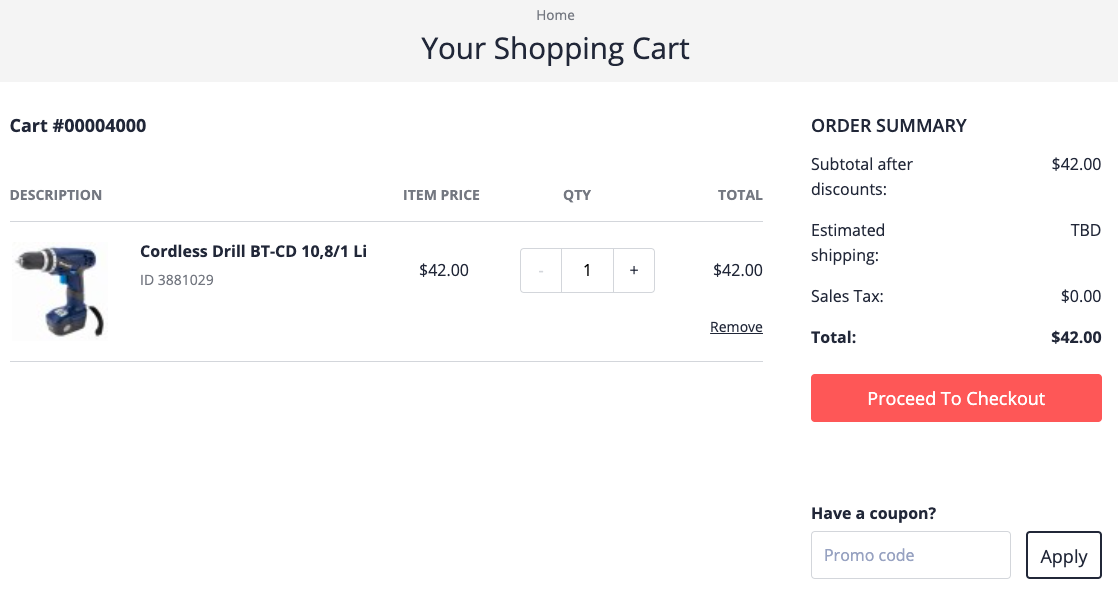 Home
Your Shopping Cart
Cart #00004000
DESCRIPTION ITEM PRICE QTY TOTAL
Cordless Drill BT-CD 10,8/1 Li
ID 3881029
$42.00 - 1 + $42.00
Remove
ORDER SUMMARY
Subtotal after $42.00
discounts:
Estimated TBD
shipping:
Sales Tax: $0.00
Total: $42.00
Proceed To Checkout
Have a coupon?
Promo code Apply